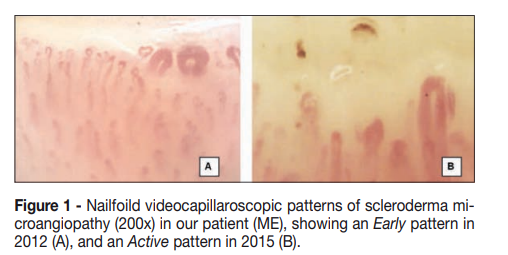 A
B
Figure 1 - Nailfoild videocapillaroscopic patterns of scleroderma mi-
croangiopathy (200x) in our patient (ME), showing an Early pattern in
2012 (A), and an Active pattern in 2015 (B).